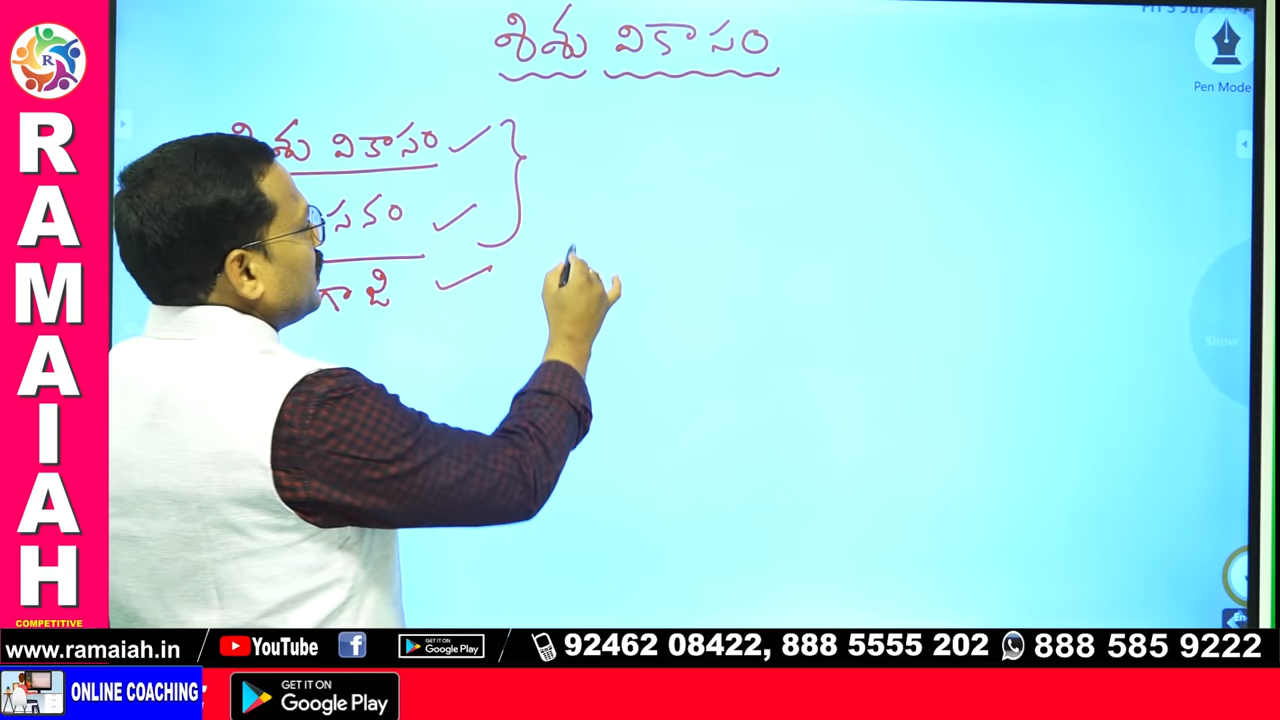 శిశు వికాసం
Pen Mode
శిశు వికాసం
Show
RAMAIAH
COMPETITIVE
www.ramaiah.in
YouTube
GET IT ON
Google Play
92462 08422, 888 5555 202
888 585 9222
ONLINE COACHING
GET IT ON
Google Play